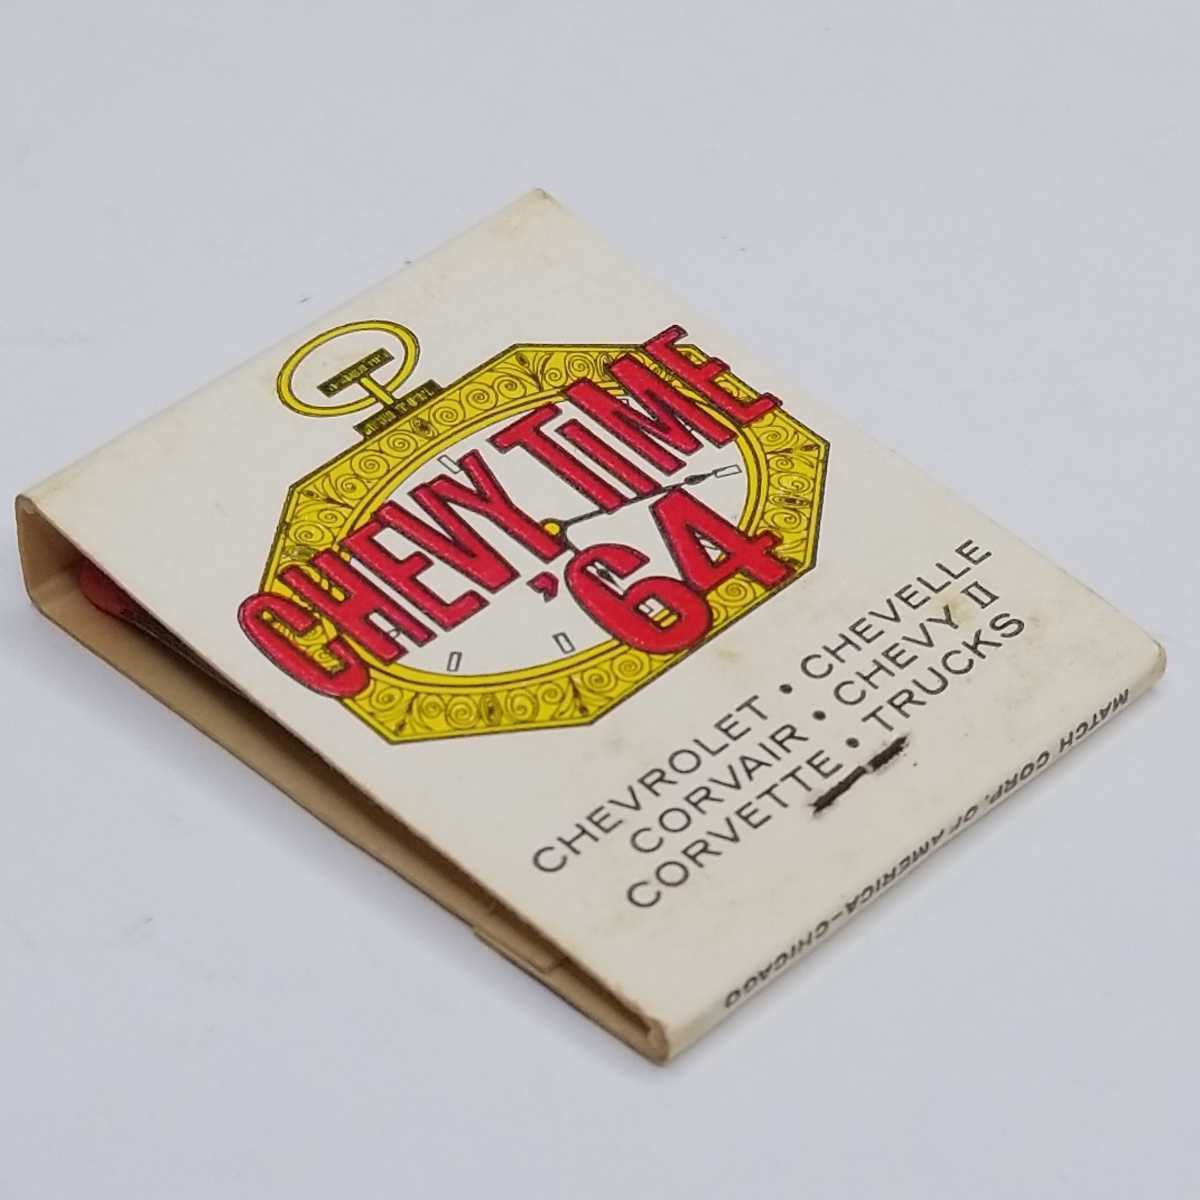 CHEVY TIME
'64
CHEVROLET • CHEVELLE
CORVAIR • CHEVY II
CORVETTE • TRUCKS
MATCH CORP. OF AMERICA-CHICAGO